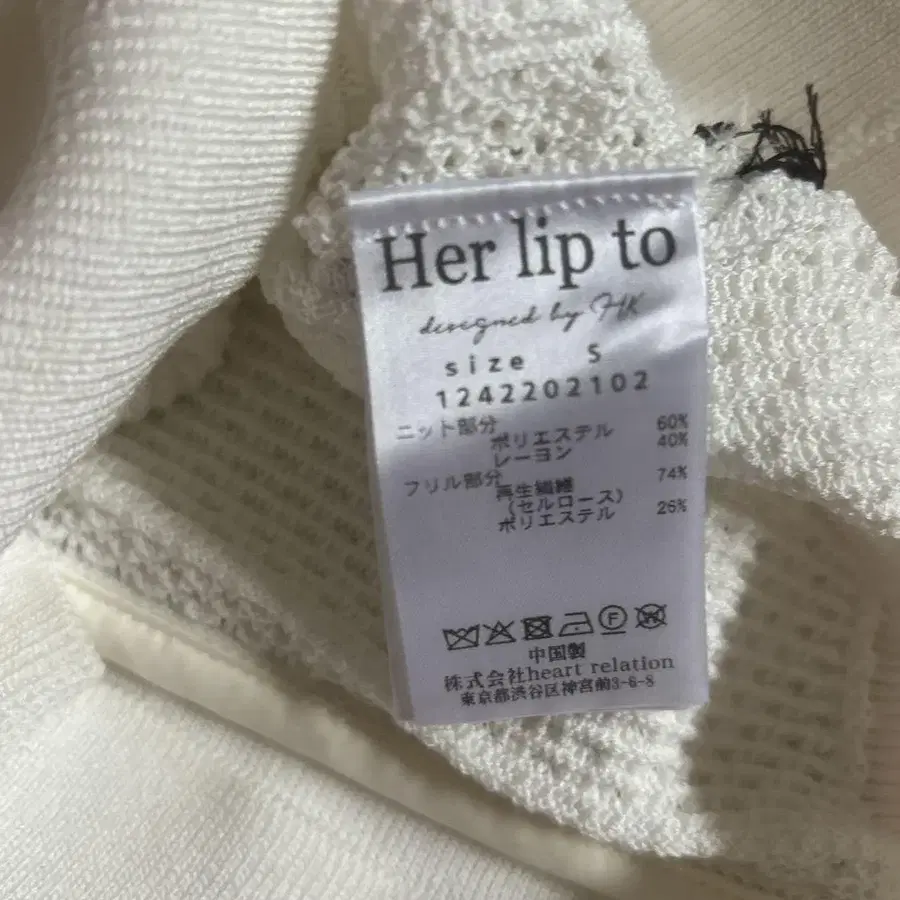 Her lip to
designed by HK
size S
1242202102
ニット部分
ポリエステル 60%
レーヨン 40%
フリル部分
再生繊維 74%
(セルロース)
ポリエステル 26%
F W
中国製
株式会社heart relation
東京都渋谷区神宮前3-6-8